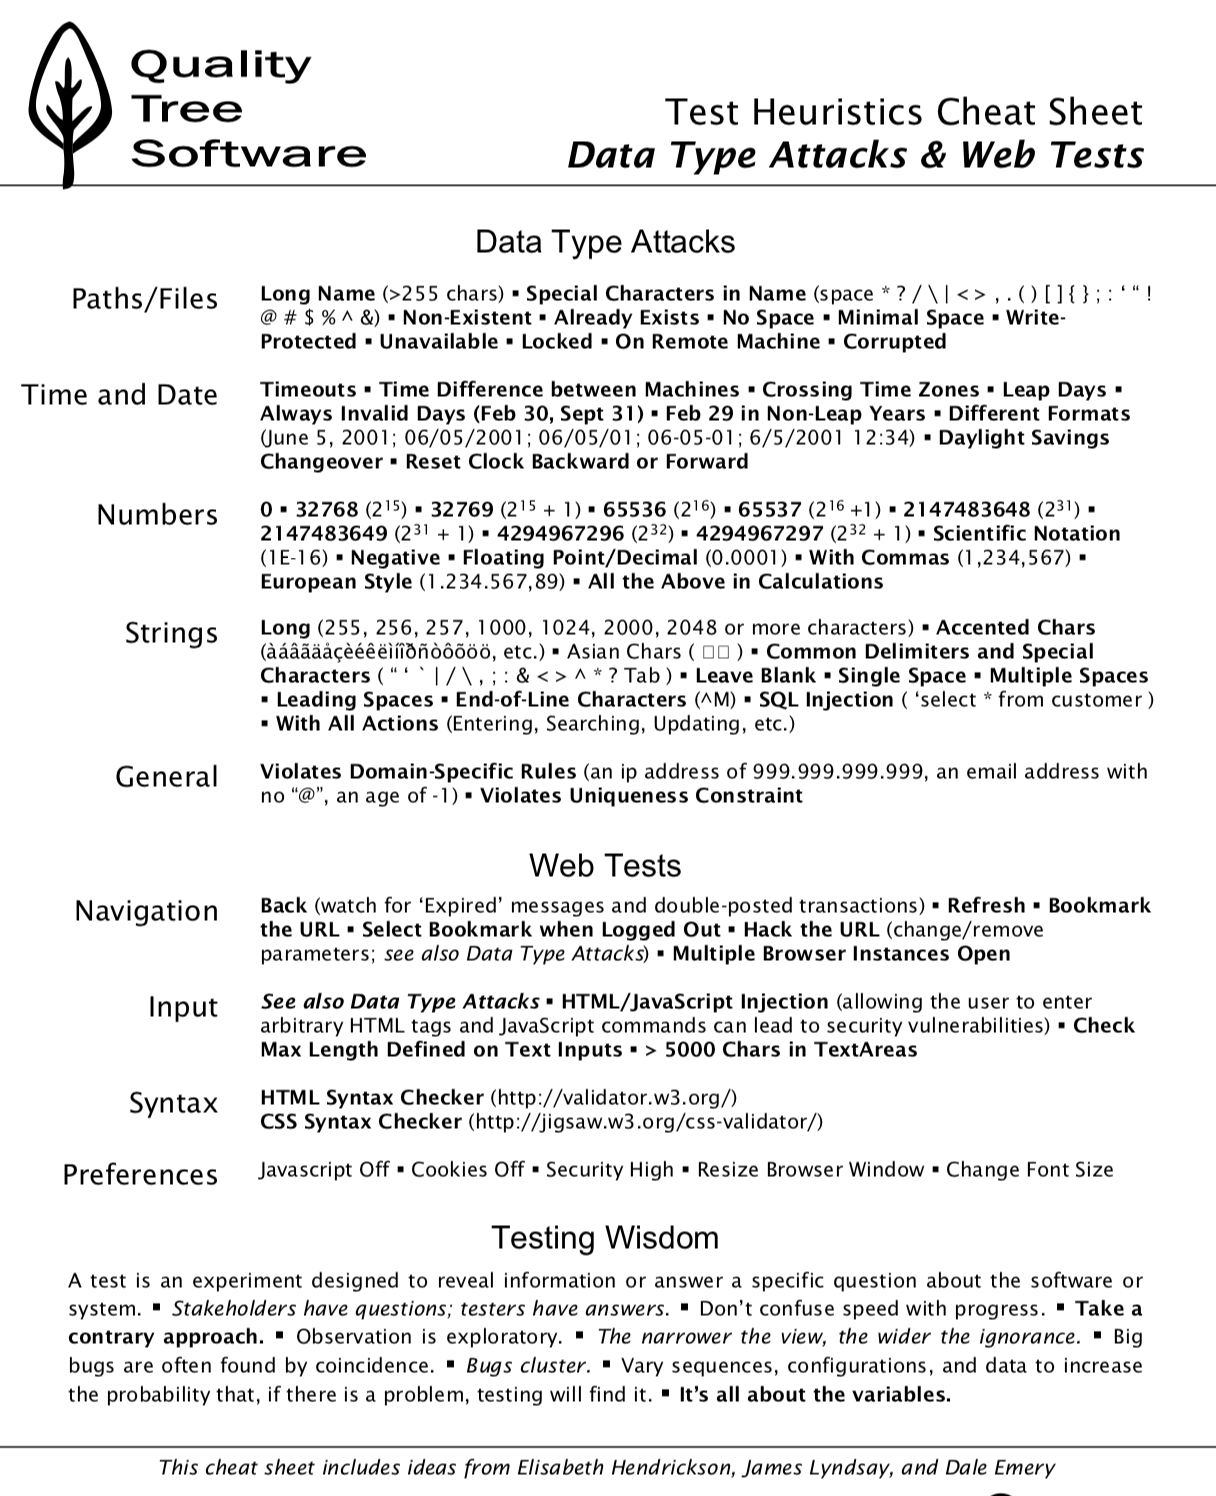 Quality
Tree
Software
Test Heuristics Cheat Sheet
Data Type Attacks & Web Tests
Data Type Attacks
Paths/Files
Long Name (>255 chars) ▪ Special Characters in Name (space * ? / \ | < > , . ( ) [ ] { } ; : ‘ “ !
@ # $ % ^ &) ▪ Non-Existent ▪ Already Exists ▪ No Space ▪ Minimal Space ▪ Write-
Protected ▪ Unavailable ▪ Locked ▪ On Remote Machine ▪ Corrupted
Time and Date
Timeouts ▪ Time Difference between Machines ▪ Crossing Time Zones ▪ Leap Days ▪
Always Invalid Days (Feb 30, Sept 31) ▪ Feb 29 in Non-Leap Years ▪ Different Formats
(June 5, 2001; 06/05/2001; 06/05/01; 06-05-01; 6/5/2001 12:34) ▪ Daylight Savings
Changeover ▪ Reset Clock Backward or Forward
Numbers
0 ▪ 32768 (2¹⁵) ▪ 32769 (2¹⁵ + 1) ▪ 65536 (2¹⁶) ▪ 65537 (2¹⁶ +1) ▪ 2147483648 (2³¹) ▪
2147483649 (2³¹ + 1) ▪ 4294967296 (2³²) ▪ 4294967297 (2³² + 1) ▪ Scientific Notation
(1E-16) ▪ Negative ▪ Floating Point/Decimal (0.0001) ▪ With Commas (1,234,567) ▪
European Style (1.234.567,89) ▪ All the Above in Calculations
Strings
Long (255, 256, 257, 1000, 1024, 2000, 2048 or more characters) ▪ Accented Chars
(àáâãäåçèéêëìíîðñòôõöö, etc.) ▪ Asian Chars ( □□ ) ▪ Common Delimiters and Special
Characters ( “ ‘ ` | / \ , ; : & < > ^ * ? Tab ) ▪ Leave Blank ▪ Single Space ▪ Multiple Spaces
▪ Leading Spaces ▪ End-of-Line Characters (^M) ▪ SQL Injection ( ‘select * from customer )
▪ With All Actions (Entering, Searching, Updating, etc.)
General
Violates Domain-Specific Rules (an ip address of 999.999.999.999, an email address with
no “@”, an age of -1) ▪ Violates Uniqueness Constraint
Web Tests
Navigation
Back (watch for ‘Expired’ messages and double-posted transactions) ▪ Refresh ▪ Bookmark
the URL ▪ Select Bookmark when Logged Out ▪ Hack the URL (change/remove
parameters; see also Data Type Attacks) ▪ Multiple Browser Instances Open
Input
See also Data Type Attacks ▪ HTML/JavaScript Injection (allowing the user to enter
arbitrary HTML tags and JavaScript commands can lead to security vulnerabilities) ▪ Check
Max Length Defined on Text Inputs ▪ > 5000 Chars in TextAreas
Syntax
HTML Syntax Checker (http://validator.w3.org/)
CSS Syntax Checker (http://jigsaw.w3.org/css-validator/)
Preferences
Javascript Off ▪ Cookies Off ▪ Security High ▪ Resize Browser Window ▪ Change Font Size
Testing Wisdom
A test is an experiment designed to reveal information or answer a specific question about the software or
system. ▪ Stakeholders have questions; testers have answers. ▪ Don’t confuse speed with progress. ▪ Take a
contrary approach. ▪ Observation is exploratory. ▪ The narrower the view, the wider the ignorance. ▪ Big
bugs are often found by coincidence. ▪ Bugs cluster. ▪ Vary sequences, configurations, and data to increase
the probability that, if there is a problem, testing will find it. ▪ It’s all about the variables.
This cheat sheet includes ideas from Elisabeth Hendrickson, James Lyndsay, and Dale Emery